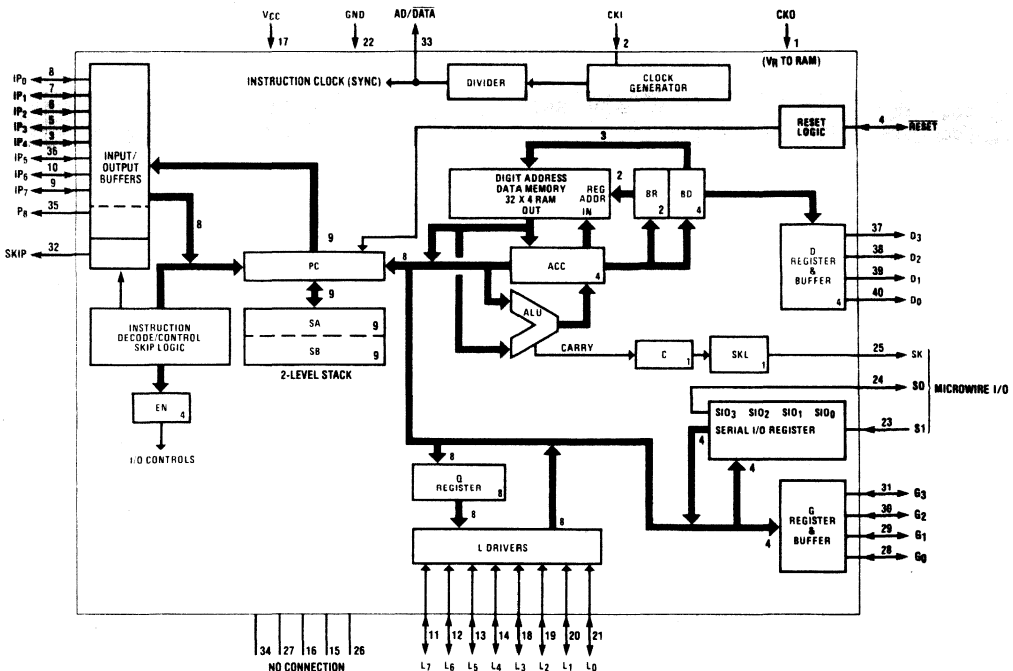 VCC GND AD/DATA CKI CKO
17 22 33 2 1
(VR TO RAM)
INSTRUCTION CLOCK (SYNC)
DIVIDER
CLOCK
GENERATOR
RESET
LOGIC
4 RESET
IP0 8
IP1 7
IP2 6
IP3 5
IP4 3
IP5 36
IP6 10
IP7 9
P8 35
SKIP 32
INPUT/
OUTPUT
BUFFERS
8
9
3
DIGIT ADDRESS
DATA MEMORY
32 X 4 RAM
OUT
REG
ADDR
IN
2
BR
2
BD
4
D
REGISTER
&
BUFFER
4
37 D3
38 D2
39 D1
40 D0
PC
8
ACC
4
9
SA 9
SB 9
2-LEVEL STACK
INSTRUCTION
DECODE/CONTROL
SKIP LOGIC
EN
4
I/O CONTROLS
ALU
CARRY
C
1
SKL
1
25 SK
24 SO
23 S1
MICROWIRE I/O
SIO3 SIO2 SIO1 SIO0
SERIAL I/O REGISTER
4
4
8
Q
REGISTER
8
8
8
L DRIVERS
4
G
REGISTER
&
BUFFER
31 G3
30 G2
29 G1
28 G0
11 12 13 14 18 19 20 21
L7 L6 L5 L4 L3 L2 L1 L0
34 27 16 15 26
NO CONNECTION